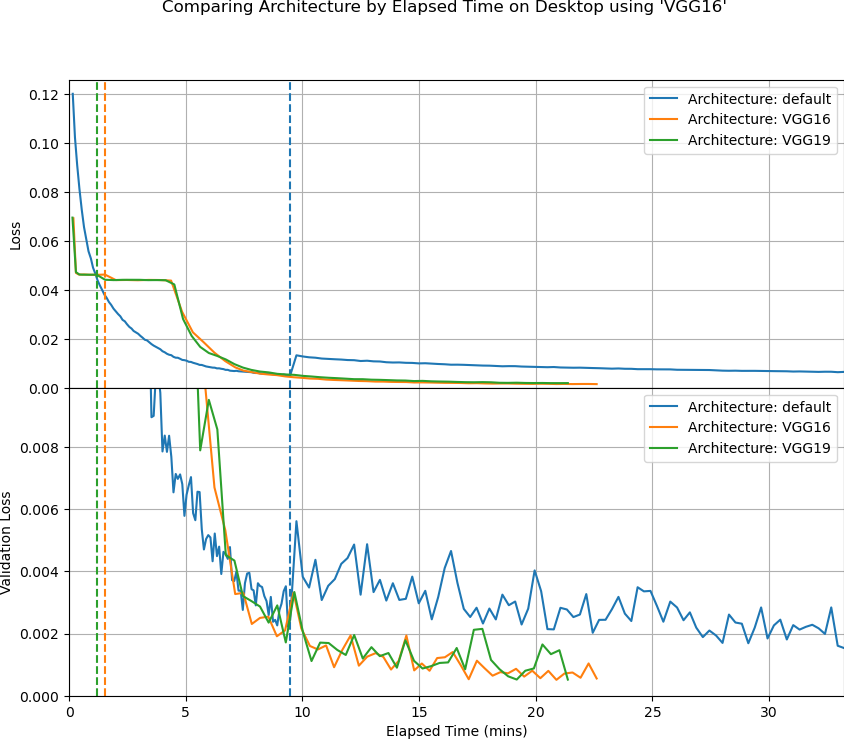 Comparing Architecture by Elapsed Time on Desktop using 'VGG16'
0.12
0.10
0.08
0.06
0.04
0.02
0.00
Loss
Architecture: default
Architecture: VGG16
Architecture: VGG19
0.008
0.006
0.004
0.002
0.000
Validation Loss
Architecture: default
Architecture: VGG16
Architecture: VGG19
0 5 10 15 20 25 30
Elapsed Time (mins)